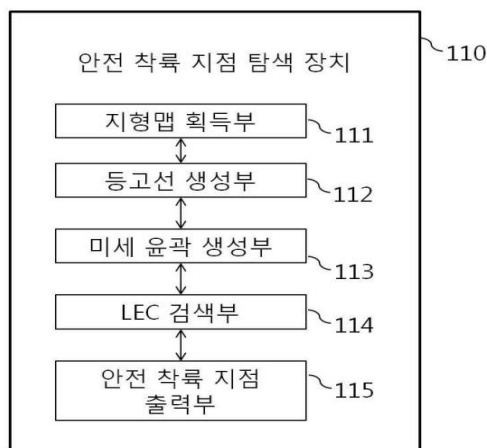 안전 착륙 지점 탐색 장치
110
지형맵 획득부
111
등고선 생성부
112
미세 윤곽 생성부
113
LEC 검색부
114
안전 착륙 지점
출력부
115